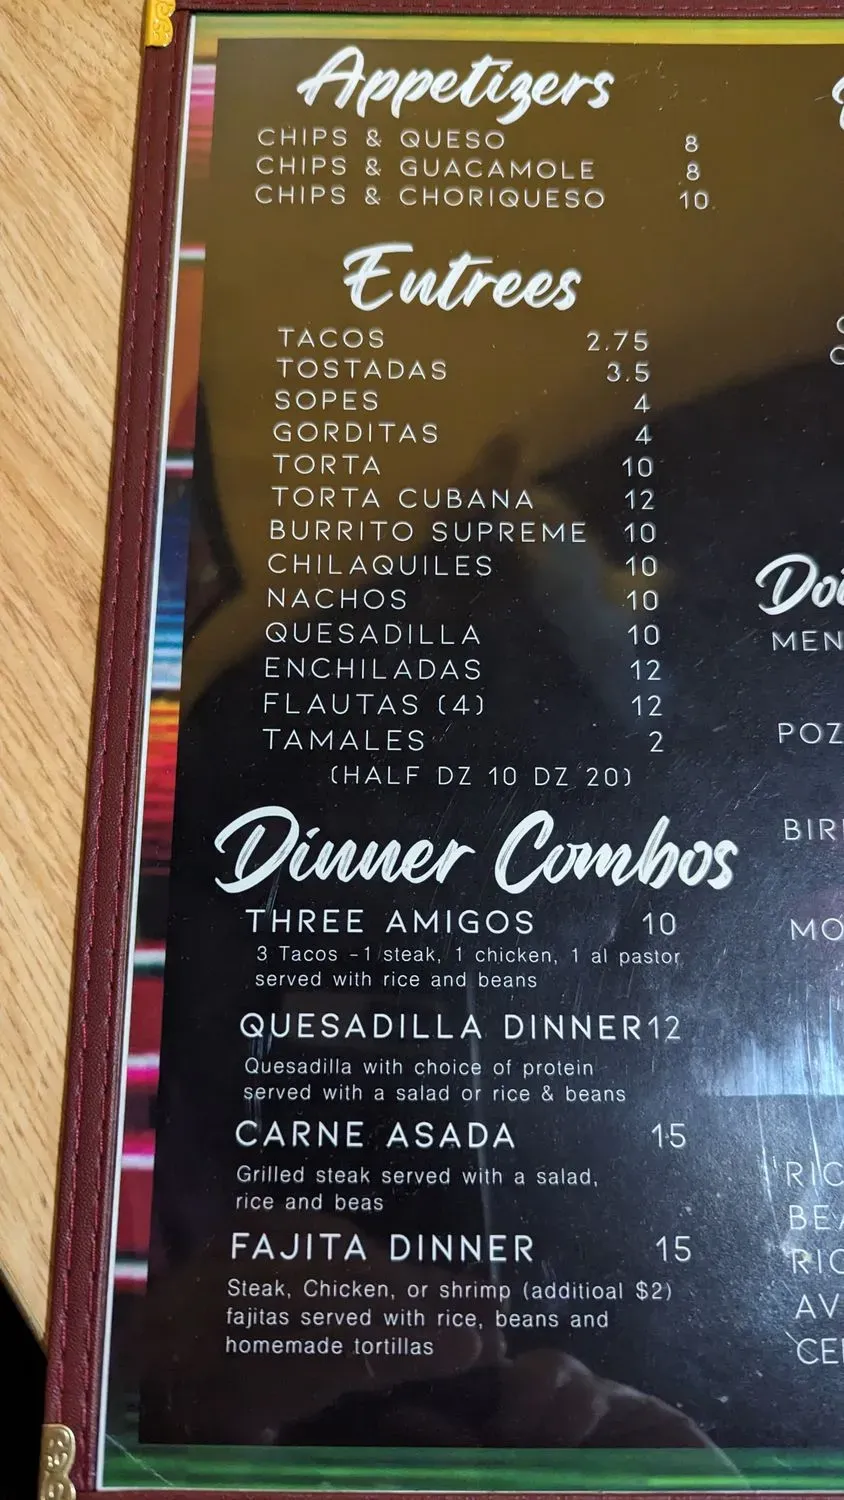 Appetizers
CHIPS & QUESO 8
CHIPS & GUACAMOLE 8
CHIPS & CHORIQUESO 10
Entrees
TACOS 2.75
TOSTADAS 3.5
SOPES 4
GORDITAS 4
TORTA 10
TORTA CUBANA 12
BURRITO SUPREME 10
CHILAQUILES 10
NACHOS 10
QUESADILLA 10
ENCHILADAS 12
FLAUTAS (4) 12
TAMALES 2
(HALF DZ 10 DZ 20)
Dinner Combos
THREE AMIGOS 10
3 Tacos -1 steak, 1 chicken, 1 al pastor
served with rice and beans
QUESADILLA DINNER 12
Quesadilla with choice of protein
served with a salad or rice & beans
CARNE ASADA 15
Grilled steak served with a salad,
rice and beas
FAJITA DINNER 15
Steak, Chicken, or shrimp (additioal $2)
fajitas served with rice, beans and
homemade tortillas